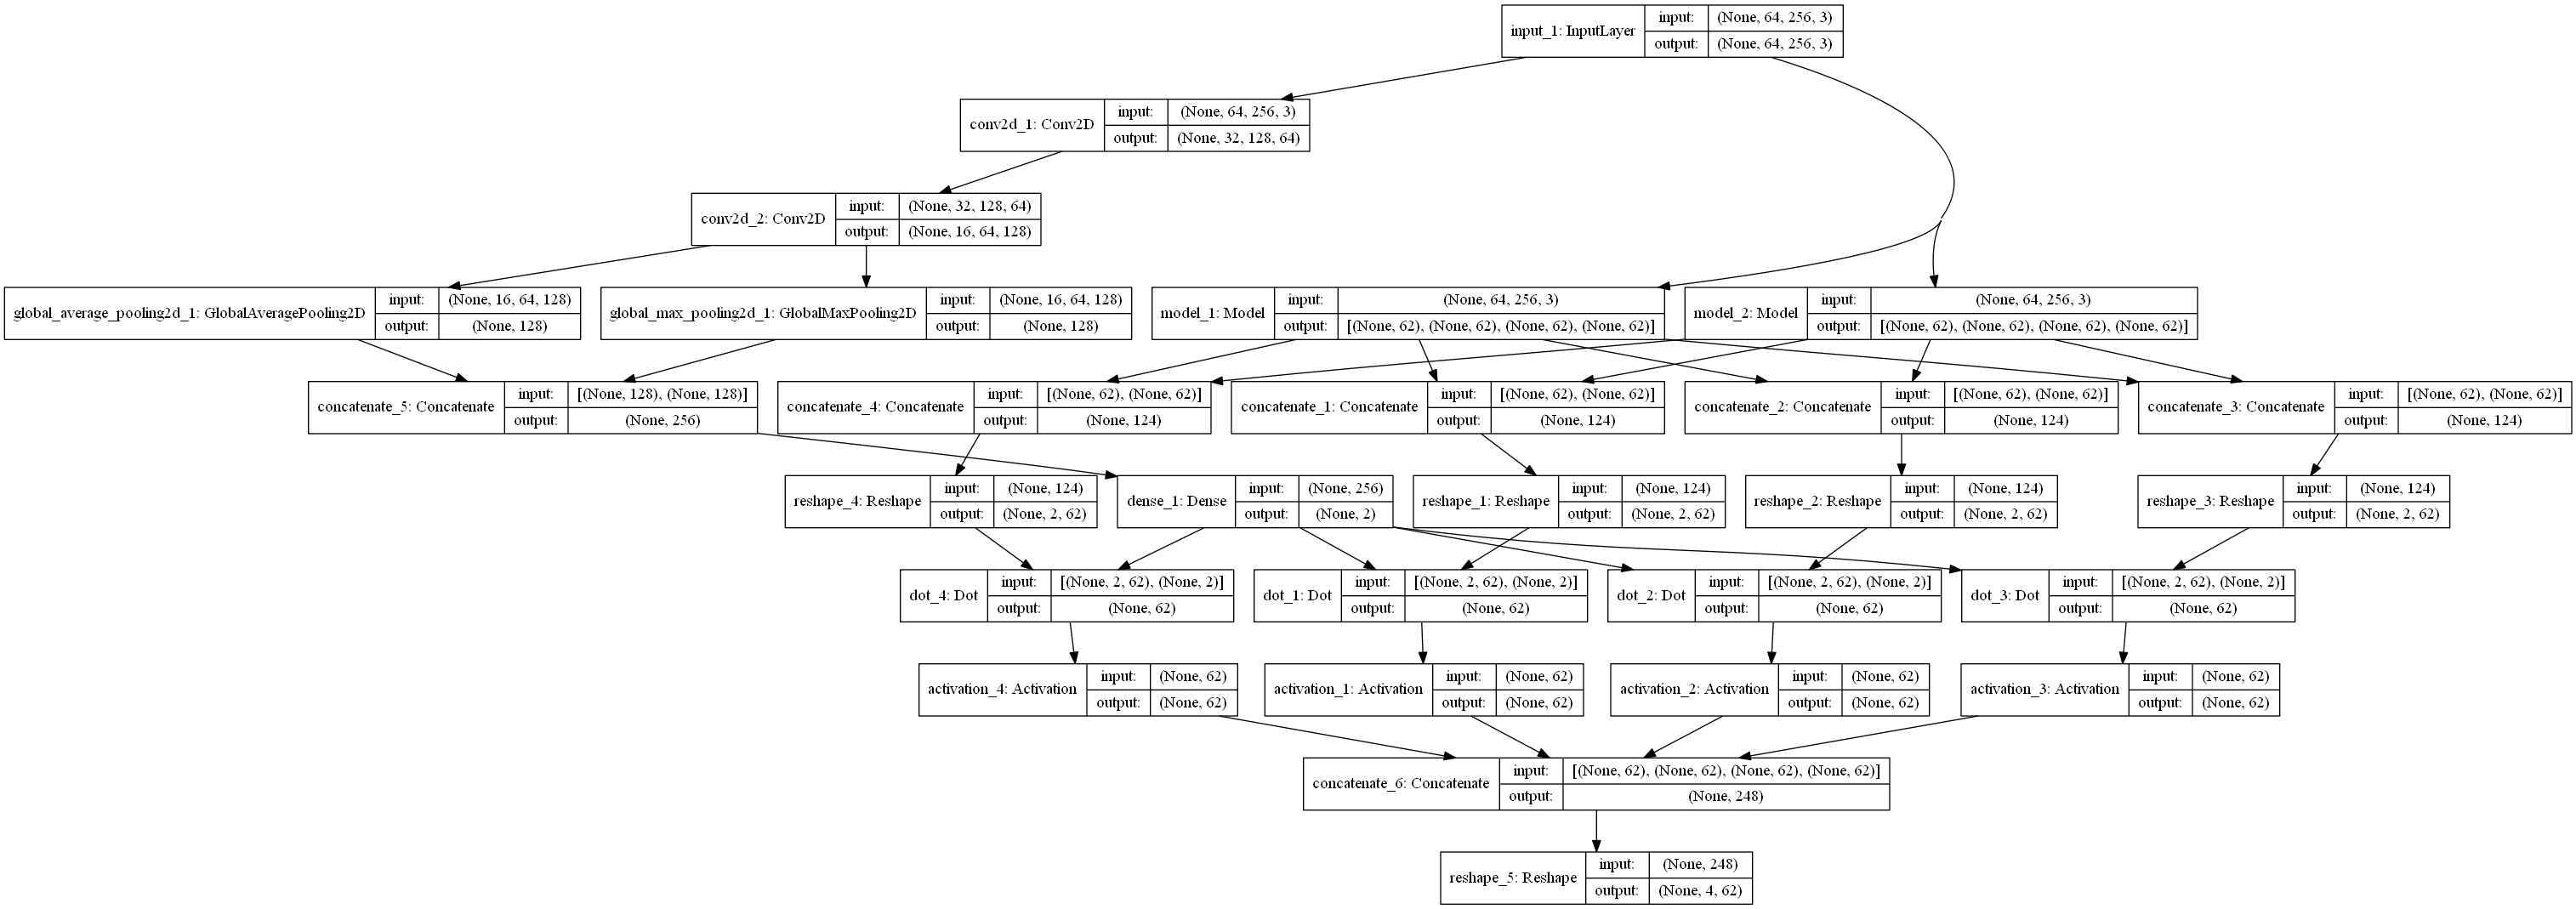 input_1: InputLayer
input: (None, 64, 256, 3)
output: (None, 64, 256, 3)
conv2d_1: Conv2D
input: (None, 64, 256, 3)
output: (None, 32, 128, 64)
conv2d_2: Conv2D
input: (None, 32, 128, 64)
output: (None, 16, 64, 128)
global_average_pooling2d_1: GlobalAveragePooling2D
input: (None, 16, 64, 128)
output: (None, 128)
global_max_pooling2d_1: GlobalMaxPooling2D
input: (None, 16, 64, 128)
output: (None, 128)
model_1: Model
input: (None, 64, 256, 3)
output: [(None, 62), (None, 62), (None, 62), (None, 62)]
model_2: Model
input: (None, 64, 256, 3)
output: [(None, 62), (None, 62), (None, 62), (None, 62)]
concatenate_5: Concatenate
input: [(None, 128), (None, 128)]
output: (None, 256)
concatenate_4: Concatenate
input: [(None, 62), (None, 62)]
output: (None, 124)
concatenate_1: Concatenate
input: [(None, 62), (None, 62)]
output: (None, 124)
concatenate_2: Concatenate
input: [(None, 62), (None, 62)]
output: (None, 124)
concatenate_3: Concatenate
input: [(None, 62), (None, 62)]
output: (None, 124)
reshape_4: Reshape
input: (None, 124)
output: (None, 2, 62)
dense_1: Dense
input: (None, 256)
output: (None, 2)
reshape_1: Reshape
input: (None, 124)
output: (None, 2, 62)
reshape_2: Reshape
input: (None, 124)
output: (None, 2, 62)
reshape_3: Reshape
input: (None, 124)
output: (None, 2, 62)
dot_4: Dot
input: [(None, 2, 62), (None, 2)]
output: (None, 62)
dot_1: Dot
input: [(None, 2, 62), (None, 2)]
output: (None, 62)
dot_2: Dot
input: [(None, 2, 62), (None, 2)]
output: (None, 62)
dot_3: Dot
input: [(None, 2, 62), (None, 2)]
output: (None, 62)
activation_4: Activation
input: (None, 62)
output: (None, 62)
activation_1: Activation
input: (None, 62)
output: (None, 62)
activation_2: Activation
input: (None, 62)
output: (None, 62)
activation_3: Activation
input: (None, 62)
output: (None, 62)
concatenate_6: Concatenate
input: [(None, 62), (None, 62), (None, 62), (None, 62)]
output: (None, 248)
reshape_5: Reshape
input: (None, 248)
output: (None, 4, 62)